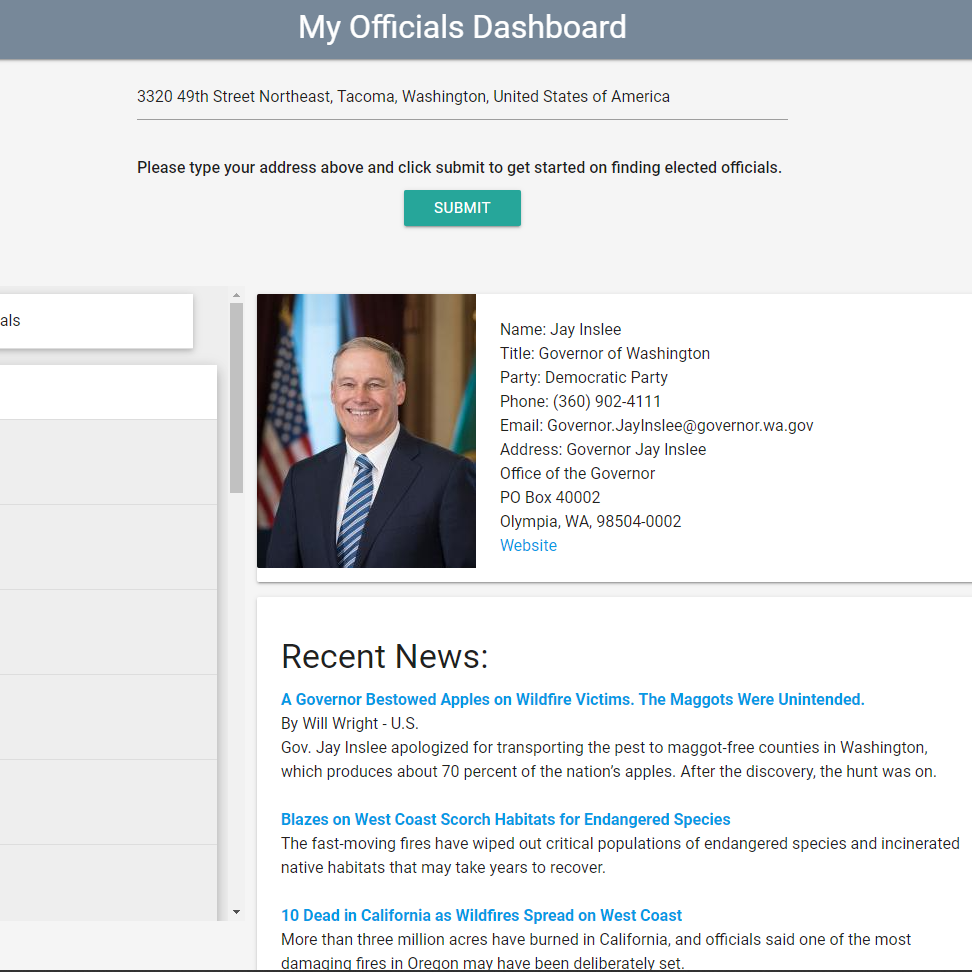 My Officials Dashboard
3320 49th Street Northeast, Tacoma, Washington, United States of America
Please type your address above and click submit to get started on finding elected officials.
SUBMIT
als
Name: Jay Inslee
Title: Governor of Washington
Party: Democratic Party
Phone: (360) 902-4111
Email: Governor.JayInslee@governor.wa.gov
Address: Governor Jay Inslee
Office of the Governor
PO Box 40002
Olympia, WA, 98504-0002
Website
Recent News:
A Governor Bestowed Apples on Wildfire Victims. The Maggots Were Unintended.
By Will Wright - U.S.
Gov. Jay Inslee apologized for transporting the pest to maggot-free counties in Washington,
which produces about 70 percent of the nation’s apples. After the discovery, the hunt was on.
Blazes on West Coast Scorch Habitats for Endangered Species
The fast-moving fires have wiped out critical populations of endangered species and incinerated
native habitats that may take years to recover.
10 Dead in California as Wildfires Spread on West Coast
More than three million acres have burned in California, and officials said one of the most
damaging fires in Oregon may have been deliberately set.